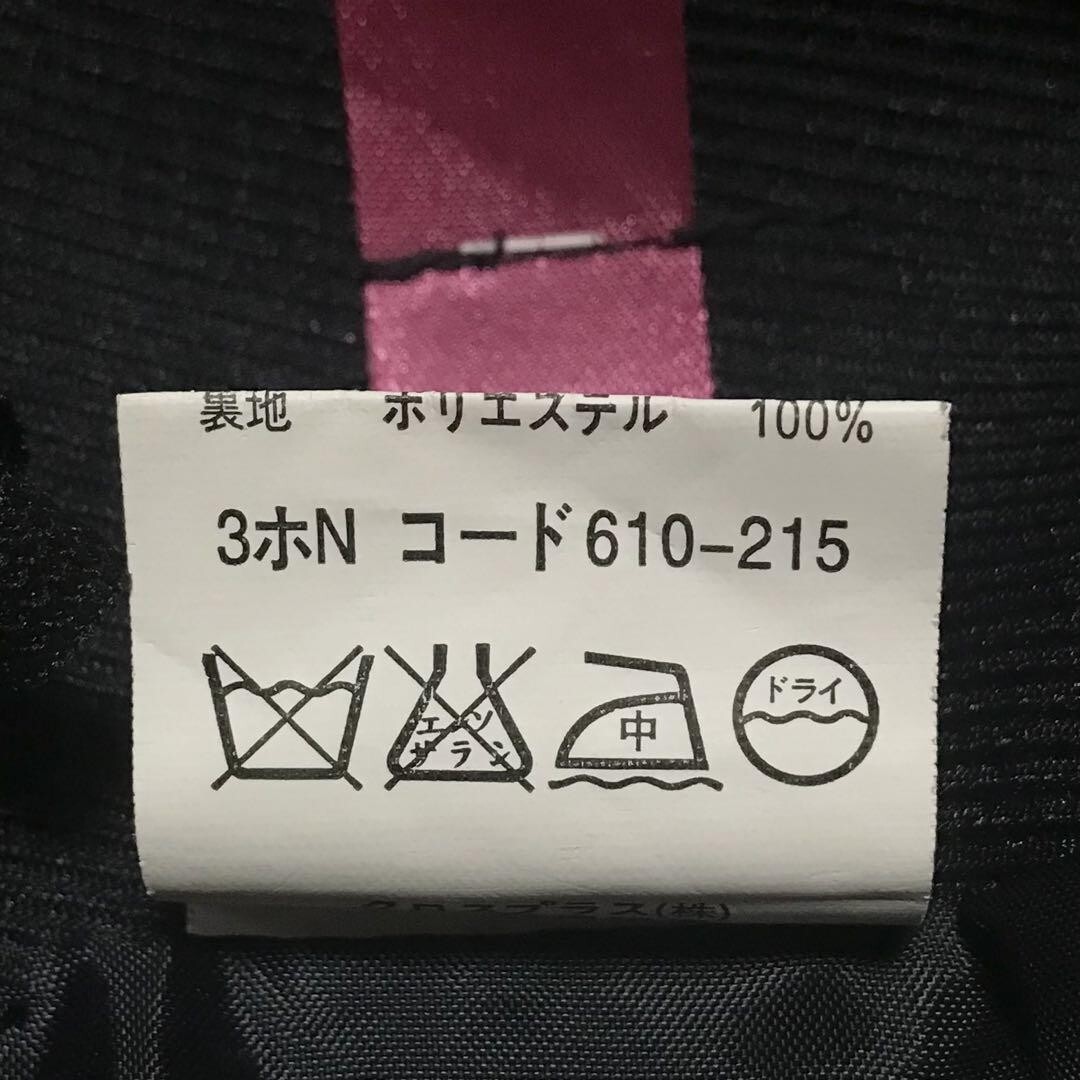 裏地 ポリエステル 100%
3ホN コード610-215
エンソ
サラシ
中
ドライ
クロスプラス(株)